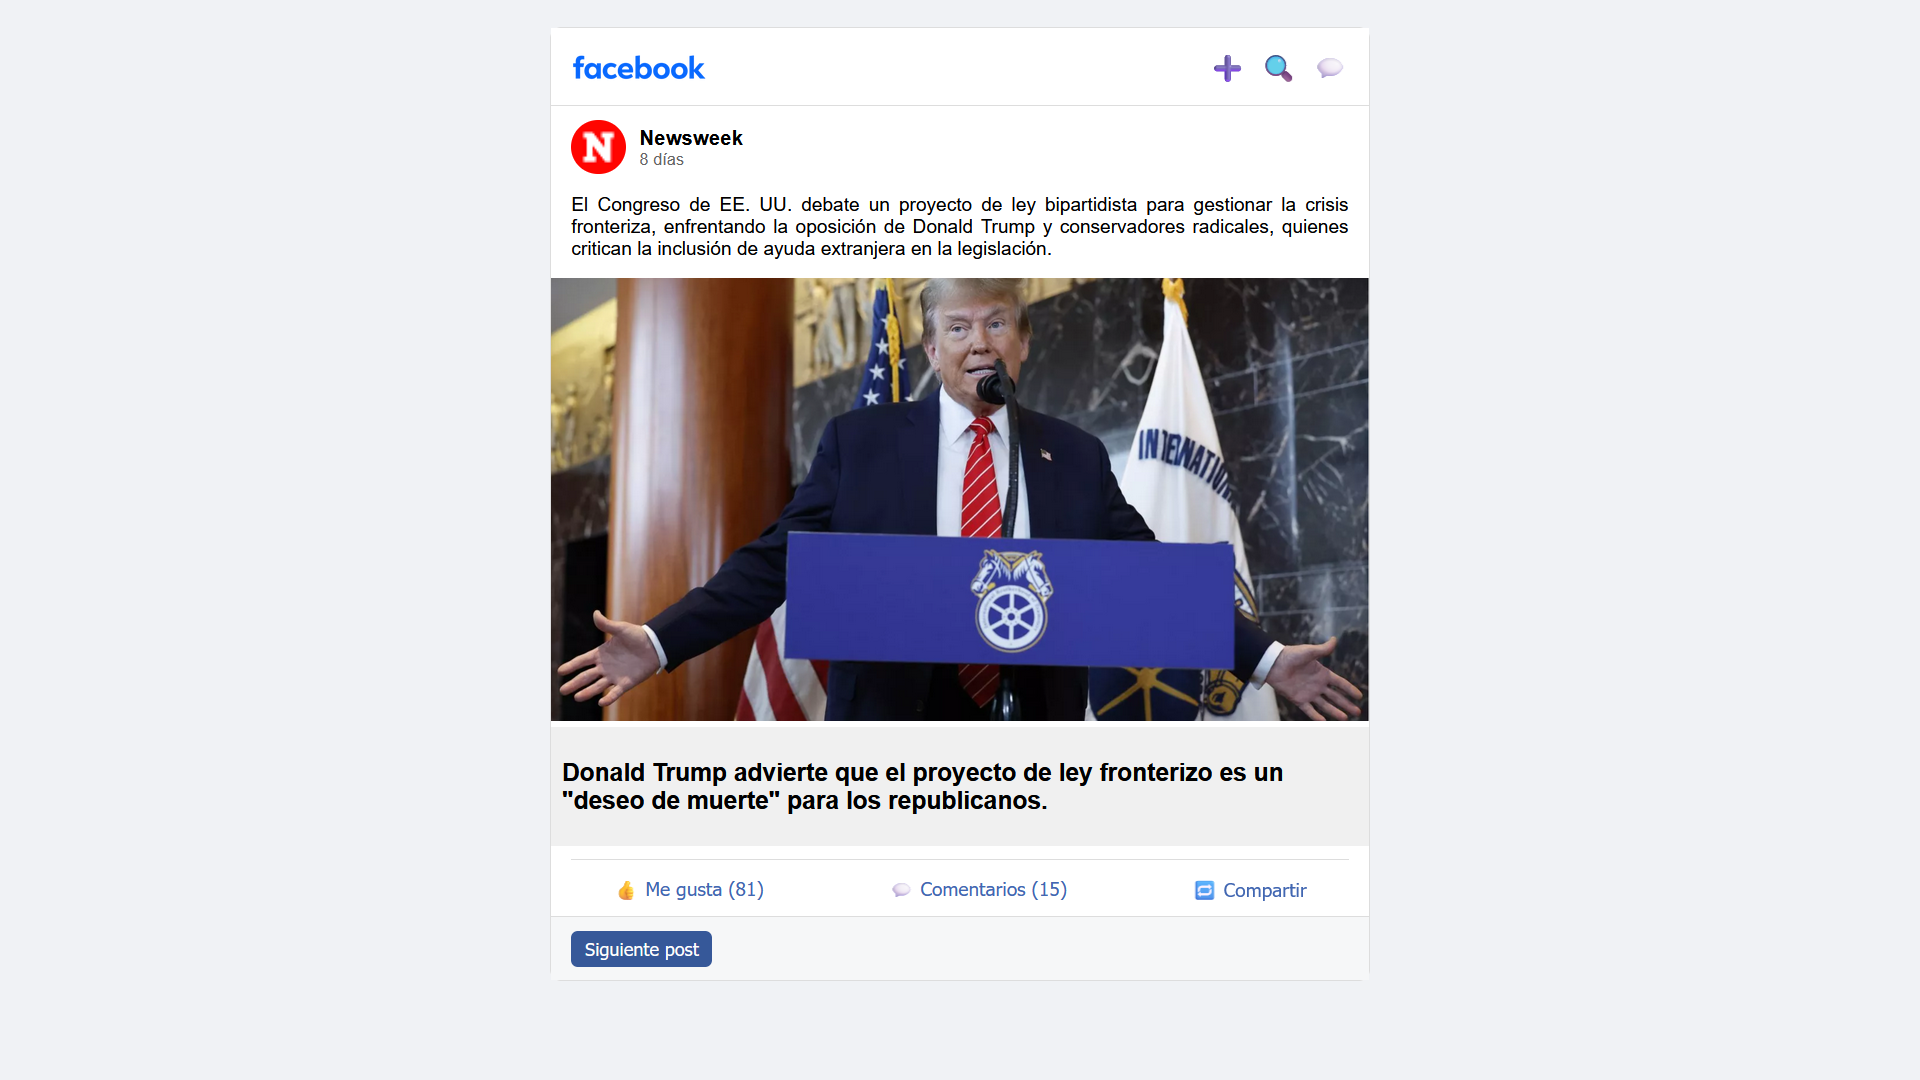 facebook
N
Newsweek
8 días
El Congreso de EE. UU. debate un proyecto de ley bipartidista para gestionar la crisis
fronteriza, enfrentando la oposición de Donald Trump y conservadores radicales, quienes
critican la inclusión de ayuda extranjera en la legislación.
INTERNATIONAL
Donald Trump advierte que el proyecto de ley fronterizo es un
"deseo de muerte" para los republicanos.
Me gusta (81)
Comentarios (15)
Compartir
Siguiente post